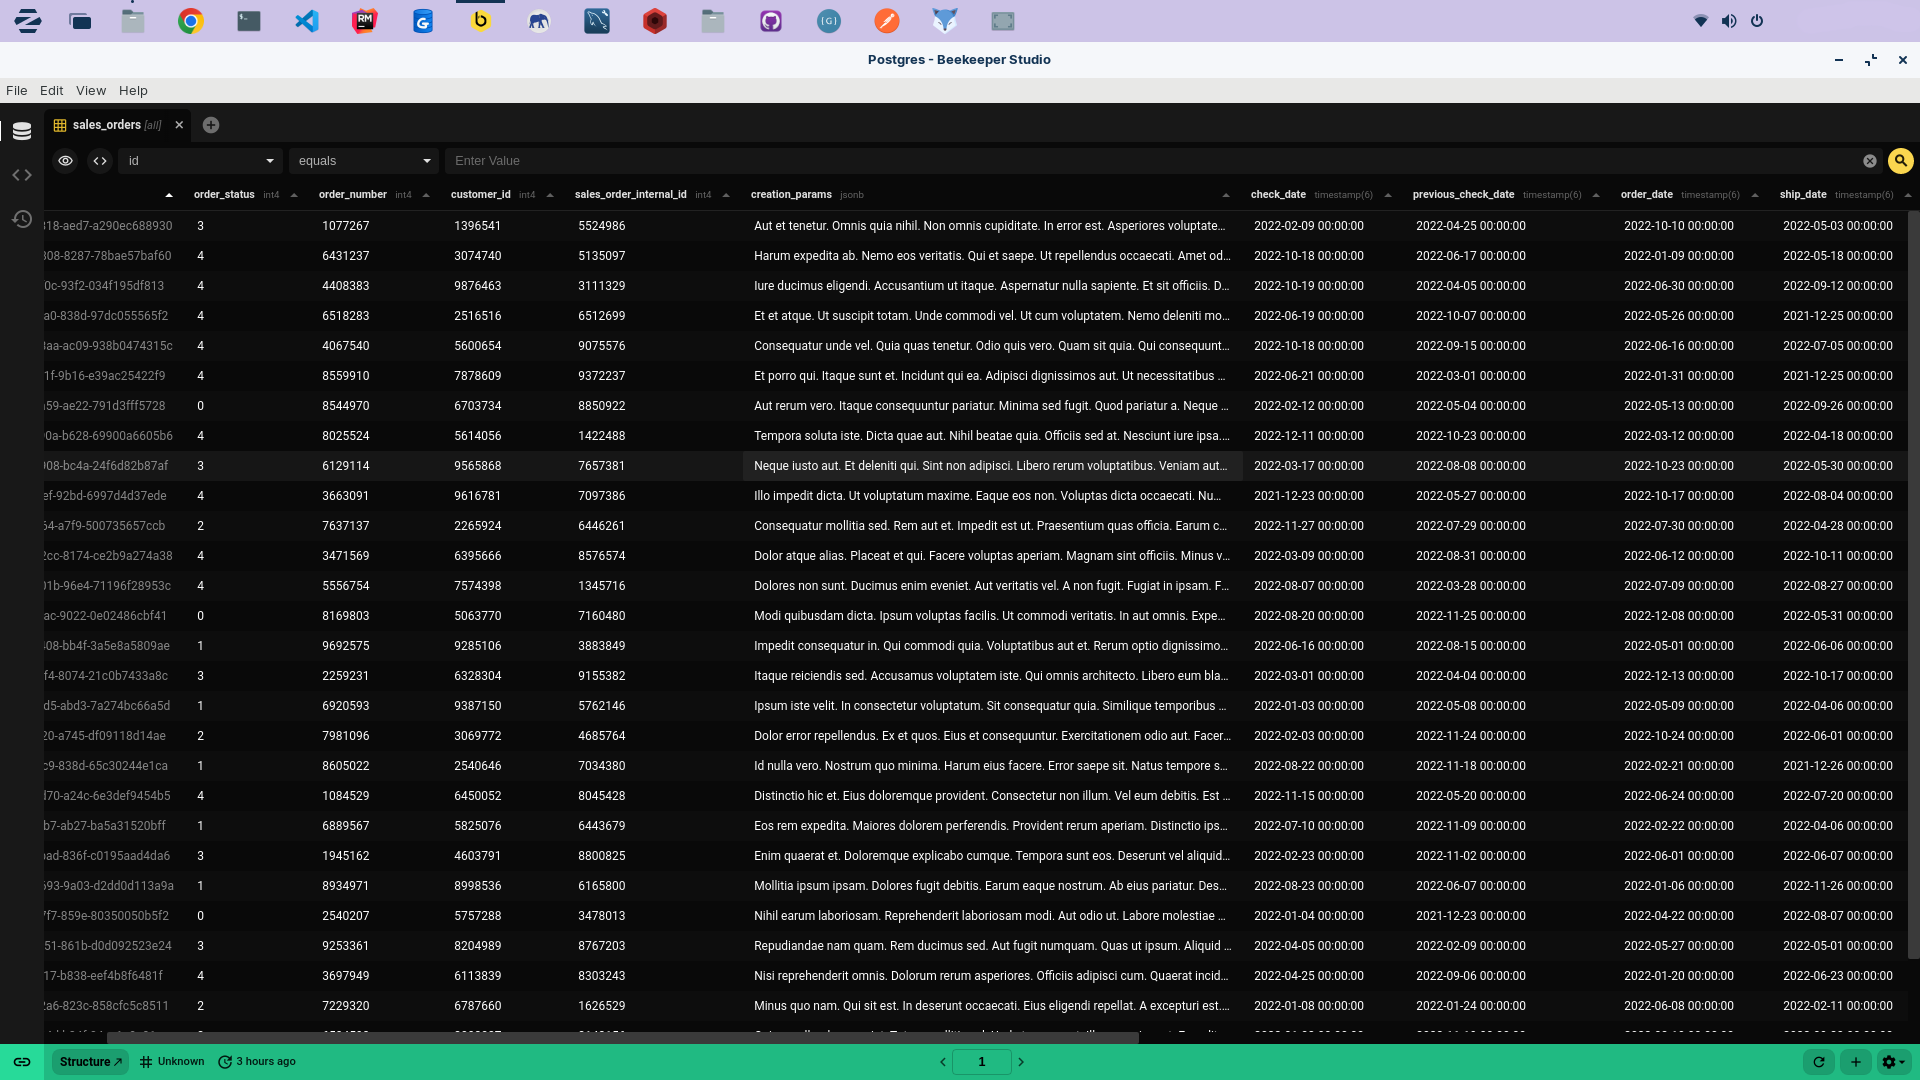 Postgres - Beekeeper Studio
File Edit View Help
sales_orders [all]
id equals Enter Value
order_status int4 order_number int4 customer_id int4 sales_order_internal_id int4 creation_params jsonb check_date timestamp(6) previous_check_date timestamp(6) order_date timestamp(6) ship_date timestamp(6)
18-aed7-a290ec688930 3 1077267 1396541 5524986 Aut et tenetur. Omnis quia nihil. Non omnis cupiditate. In error est. Asperiores voluptate... 2022-02-09 00:00:00 2022-04-25 00:00:00 2022-10-10 00:00:00 2022-05-03 00:00:00
308-8287-78bae57baf60 4 6431237 3074740 5135097 Harum expedita ab. Nemo eos veritatis. Qui et saepe. Ut repellendus occaecati. Amet od... 2022-10-18 00:00:00 2022-06-17 00:00:00 2022-01-09 00:00:00 2022-05-18 00:00:00
0c-93f2-034f195df813 4 4408383 9876463 3111329 Iure ducimus eligendi. Accusantium ut itaque. Aspernatur nulla sapiente. Et sit officiis. D... 2022-10-19 00:00:00 2022-04-05 00:00:00 2022-06-30 00:00:00 2022-09-12 00:00:00
a0-838d-97dc055565f2 4 6518283 2516516 6512699 Et et atque. Ut suscipit totam. Unde commodi vel. Ut cum voluptatem. Nemo deleniti mo... 2022-06-19 00:00:00 2022-10-07 00:00:00 2022-05-26 00:00:00 2021-12-25 00:00:00
aa-ac09-938b0474315c 4 4067540 5600654 9075576 Consequatur unde vel. Quia quas tenetur. Odio quis vero. Quam sit quia. Qui consequunt... 2022-10-18 00:00:00 2022-09-15 00:00:00 2022-06-16 00:00:00 2022-07-05 00:00:00
1f-9b16-e39ac25422f9 4 8559910 7878609 9372237 Et porro qui. Itaque sunt et. Incidunt qui ea. Adipisci dignissimos aut. Ut necessitatibus ... 2022-06-21 00:00:00 2022-03-01 00:00:00 2022-01-31 00:00:00 2021-12-25 00:00:00
59-ae22-791d3fff5728 0 8544970 6703734 8850922 Aut rerum vero. Itaque consequuntur pariatur. Minima sed fugit. Quod pariatur a. Neque ... 2022-02-12 00:00:00 2022-05-04 00:00:00 2022-05-13 00:00:00 2022-09-26 00:00:00
0a-b628-69900a6605b6 4 8025524 5614056 1422488 Tempora soluta iste. Dicta quae aut. Nihil beatae quia. Officiis sed at. Nesciunt iure ipsa.... 2022-12-11 00:00:00 2022-10-23 00:00:00 2022-03-12 00:00:00 2022-04-18 00:00:00
08-bc4a-24f6d82b87af 3 6129114 9565868 7657381 Neque iusto aut. Et deleniti qui. Sint non adipisci. Libero rerum voluptatibus. Veniam aut... 2022-03-17 00:00:00 2022-08-08 00:00:00 2022-10-23 00:00:00 2022-05-30 00:00:00
ef-92bd-6997d4d37ede 4 3663091 9616781 7097386 Illo impedit dicta. Ut voluptatum maxime. Eaque eos non. Voluptas dicta occaecati. Nu... 2021-12-23 00:00:00 2022-05-27 00:00:00 2022-10-17 00:00:00 2022-08-04 00:00:00
64-a7f9-500735657ccb 2 7637137 2265924 6446261 Consequatur mollitia sed. Rem aut et. Impedit est ut. Praesentium quas officia. Earum c... 2022-11-27 00:00:00 2022-07-29 00:00:00 2022-07-30 00:00:00 2022-04-28 00:00:00
2cc-8174-ce2b9a274a38 4 3471569 6395666 8576574 Dolor atque alias. Placeat et qui. Facere voluptas aperiam. Magnam sint officiis. Minus v... 2022-03-09 00:00:00 2022-08-31 00:00:00 2022-06-12 00:00:00 2022-10-11 00:00:00
01b-96e4-71196f28953c 4 5556754 7574398 1345716 Dolores non sunt. Ducimus enim eveniet. Aut veritatis vel. A non fugit. Fugiat in ipsam. F... 2022-08-07 00:00:00 2022-03-28 00:00:00 2022-07-09 00:00:00 2022-08-27 00:00:00
ac-9022-0e02486cbf41 0 8169803 5063770 7160480 Modi quibusdam dicta. Ipsum voluptas facilis. Ut commodi veritatis. In aut omnis. Expe... 2022-08-20 00:00:00 2022-11-25 00:00:00 2022-12-08 00:00:00 2022-05-31 00:00:00
08-bb4f-3a5e8a5809ae 1 9692575 9285106 3883849 Impedit consequatur in. Qui commodi quia. Voluptatibus aut et. Rerum optio dignissimo... 2022-06-16 00:00:00 2022-08-15 00:00:00 2022-05-01 00:00:00 2022-06-06 00:00:00
f4-8074-21c0b7433a8c 3 2259231 6328304 9155382 Itaque reiciendis sed. Accusamus voluptatem iste. Qui omnis architecto. Libero eum bla... 2022-03-01 00:00:00 2022-04-04 00:00:00 2022-12-13 00:00:00 2022-10-17 00:00:00
d5-abd3-7a274bc66a5d 1 6920593 9387150 5762146 Ipsum iste velit. In consectetur voluptatum. Sit consequatur quia. Similique temporibus ... 2022-01-03 00:00:00 2022-05-08 00:00:00 2022-05-09 00:00:00 2022-04-06 00:00:00
20-a745-df09118d14ae 2 7981096 3069772 4685764 Dolor error repellendus. Ex et quos. Eius et consequuntur. Exercitationem odio aut. Facer... 2022-02-03 00:00:00 2022-11-24 00:00:00 2022-10-24 00:00:00 2022-06-01 00:00:00
c9-838d-65c30244e1ca 1 8605022 2540646 7034380 Id nulla vero. Nostrum quo minima. Harum eius facere. Error saepe sit. Natus tempore s... 2022-08-22 00:00:00 2022-11-18 00:00:00 2022-02-21 00:00:00 2021-12-26 00:00:00
d70-a24c-6e3def9454b5 4 1084529 6450052 8045428 Distinctio hic et. Eius doloremque provident. Consectetur non illum. Vel eum debitis. Est ... 2022-11-15 00:00:00 2022-05-20 00:00:00 2022-06-24 00:00:00 2022-07-20 00:00:00
b7-ab27-ba5a31520bff 1 6889567 5825076 6443679 Eos rem expedita. Maiores dolorem perferendis. Provident rerum aperiam. Distinctio ips... 2022-07-10 00:00:00 2022-11-09 00:00:00 2022-02-22 00:00:00 2022-04-06 00:00:00
ad-836f-c0195aad4da6 3 1945162 4603791 8800825 Enim quaerat et. Doloremque explicabo cumque. Tempora sunt eos. Deserunt vel aliquid... 2022-02-23 00:00:00 2022-11-02 00:00:00 2022-06-01 00:00:00 2022-06-07 00:00:00
693-9a03-d2dd0d113a9a 1 8934971 8998536 6165800 Mollitia ipsum ipsam. Dolores fugit debitis. Earum eaque nostrum. Ab eius pariatur. Des... 2022-08-23 00:00:00 2022-06-07 00:00:00 2022-01-06 00:00:00 2022-11-26 00:00:00
7f7-859e-80350050b5f2 0 2540207 5757288 3478013 Nihil earum laboriosam. Reprehenderit laboriosam modi. Aut odio ut. Labore molestiae ... 2022-01-04 00:00:00 2021-12-23 00:00:00 2022-04-22 00:00:00 2022-08-07 00:00:00
51-861b-d0d092523e24 3 9253361 8204989 8767203 Repudiandae nam quam. Rem ducimus sed. Aut fugit numquam. Quas ut ipsum. Aliquid ... 2022-04-05 00:00:00 2022-02-09 00:00:00 2022-05-27 00:00:00 2022-05-01 00:00:00
17-b838-eef4b8f6481f 4 3697949 6113839 8303243 Nisi reprehenderit omnis. Dolorum rerum asperiores. Officiis adipisci cum. Quaerat incid... 2022-04-25 00:00:00 2022-09-06 00:00:00 2022-01-20 00:00:00 2022-06-23 00:00:00
2a6-823c-858cfc5c8511 2 7229320 6787660 1626529 Minus quo nam. Qui sit est. In deserunt occaecati. Eius eligendi repellat. A excepturi est.... 2022-01-08 00:00:00 2022-01-24 00:00:00 2022-06-08 00:00:00 2022-02-11 00:00:00
Structure Unknown 3 hours ago 1